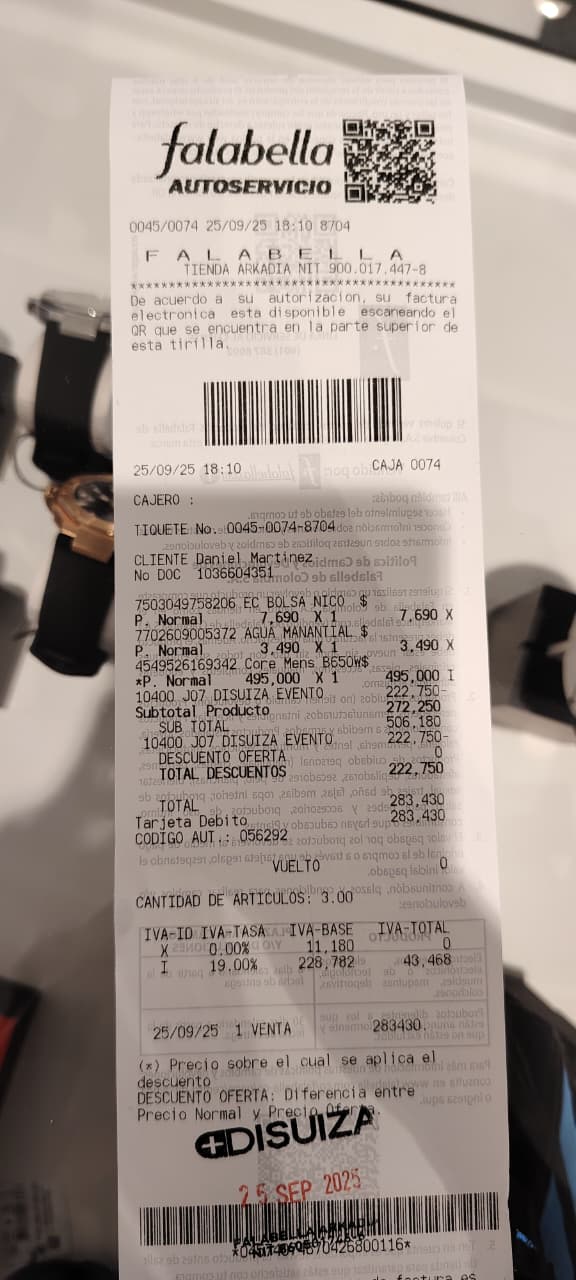 falabella
AUTOSERVICIO
0045/0074 25/09/25 18:10 8704
F A L A B E L L A
TIENDA ARKADIA NIT 900.017.447-8
****************************************
De acuerdo a su autorizacion, su factura
electronica esta disponible escaneando el
QR que se encuentra en la parte superior de
esta tirilla.
25/09/25 18:10 CAJA 0074
CAJERO :
TIQUETE No. 0045-0074-8704
CLIENTE Daniel Martinez
No DOC 1036604351
7503049758206 EC BOLSA NICO $
P. Normal 7,690 X 1 7,690 X
7702609005372 AGUA MANANTIAL $
P. Normal 3,490 X 1 3,490 X
4549526169342 Core Mens B650W$
*P. Normal 495,000 X 1 495,000 I
10400 J07 DISUIZA EVENTO 222,750-
Subtotal Producto 272,250
SUB TOTAL 506,180
10400 J07 DISUIZA EVENTO 222,750-
DESCUENTO OFERTA 0
TOTAL DESCUENTOS 222,750
TOTAL 283,430
Tarjeta Debito 283,430
CODIGO AUT.: 056292
VUELTO 0
CANTIDAD DE ARTICULOS: 3.00
IVA-ID IVA-TASA IVA-BASE IVA-TOTAL
X 0.00% 11,180 0
I 19.00% 228,782 43,468
25/09/25 1 VENTA 283430.
(*) Precio sobre el cual se aplica el
descuento
DESCUENTO OFERTA: Diferencia entre
Precio Normal y Precio Oferta.
DISUIZA
25 SEP 2025
FALABELLA ARKADIA